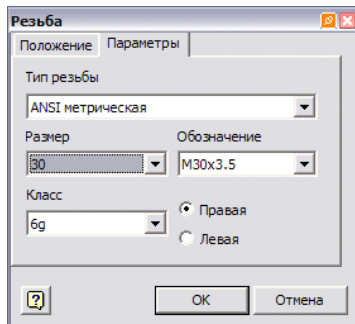 Резьба
Положение Параметры
Тип резьбы
ANSI метрическая
Размер Обозначение
30 M30x3.5
Класс
6g
Правая
Левая
OK Отмена